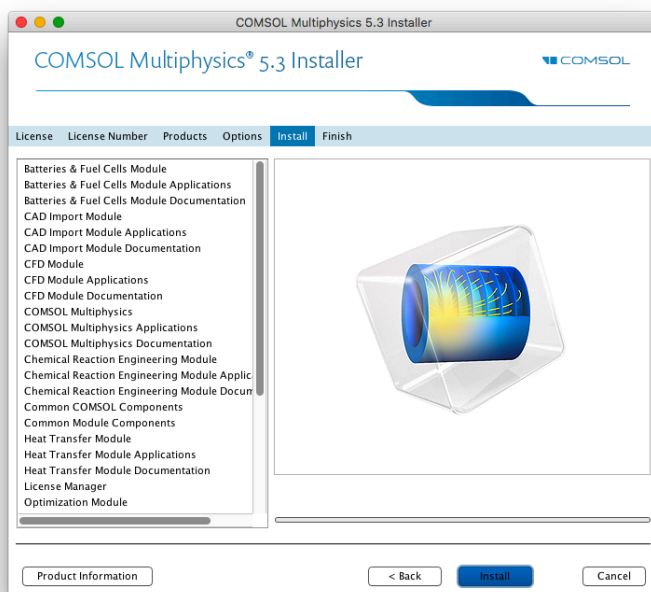 COMSOL Multiphysics 5.3 Installer
COMSOL Multiphysics® 5.3 Installer
COMSOL
License License Number Products Options Install Finish
Batteries & Fuel Cells Module
Batteries & Fuel Cells Module Applications
Batteries & Fuel Cells Module Documentation
CAD Import Module
CAD Import Module Applications
CAD Import Module Documentation
CFD Module
CFD Module Applications
CFD Module Documentation
COMSOL Multiphysics
COMSOL Multiphysics Applications
COMSOL Multiphysics Documentation
Chemical Reaction Engineering Module
Chemical Reaction Engineering Module Applic
Chemical Reaction Engineering Module Docum
Common COMSOL Components
Common Module Components
Heat Transfer Module
Heat Transfer Module Applications
Heat Transfer Module Documentation
License Manager
Optimization Module
Product Information < Back Install Cancel